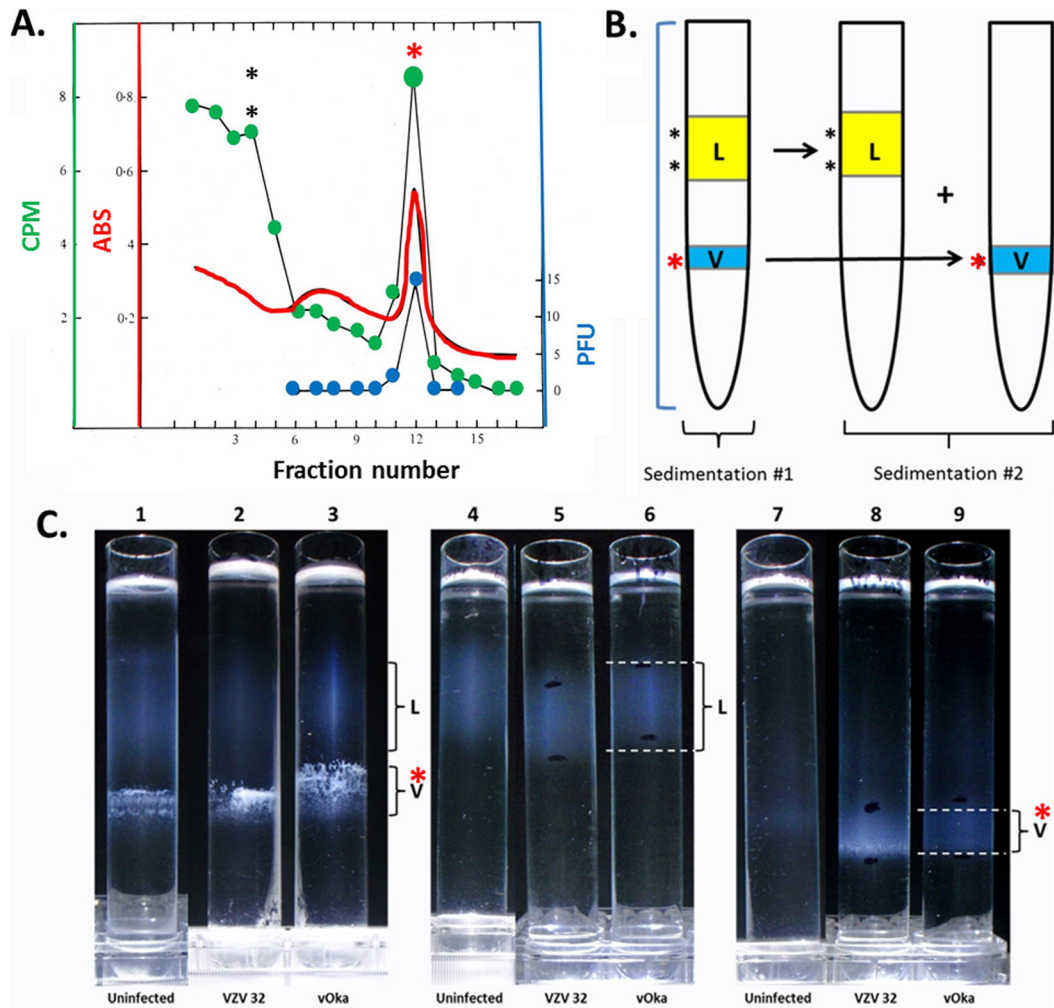 A.
CPM
ABS
8
6
4
2
0·8
0·6
4
0·2
*
*
*
15
10
5
0
PFU
3
6
9
12
15
Fraction number
B.
*
*
L
*
V
*
*
L
+
*
V
Sedimentation #1
Sedimentation #2
C.
1
2
3
4
5
6
7
8
9
L
*
V
L
*
V
Uninfected
VZV 32
vOka
Uninfected
VZV 32
vOka
Uninfected
VZV 32
vOka